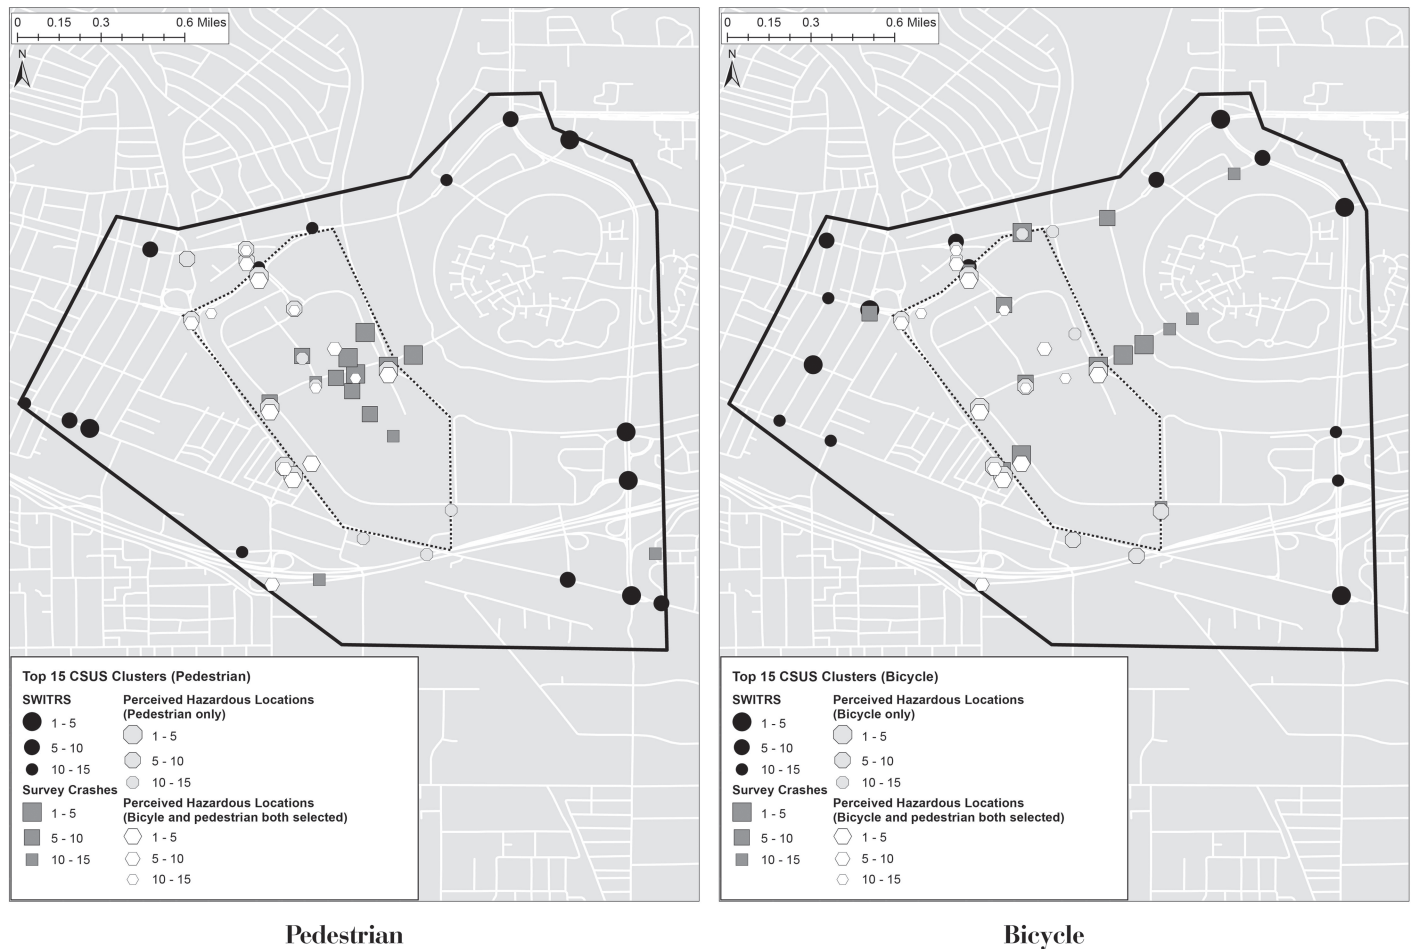 0 0.15 0.3 0.6 Miles
N
Top 15 CSUS Clusters (Pedestrian)
SWITRS
1 - 5
5 - 10
10 - 15
Survey Crashes
1 - 5
5 - 10
10 - 15
Perceived Hazardous Locations
(Pedestrian only)
1 - 5
5 - 10
10 - 15
Perceived Hazardous Locations
(Bicyle and pedestrian both selected)
1 - 5
5 - 10
10 - 15
Pedestrian
0 0.15 0.3 0.6 Miles
N
Top 15 CSUS Clusters (Bicycle)
SWITRS
1 - 5
5 - 10
10 - 15
Survey Crashes
1 - 5
5 - 10
10 - 15
Perceived Hazardous Locations
(Bicycle only)
1 - 5
5 - 10
10 - 15
Perceived Hazardous Locations
(Bicycle and pedestrian both selected)
1 - 5
5 - 10
10 - 15
Bicycle